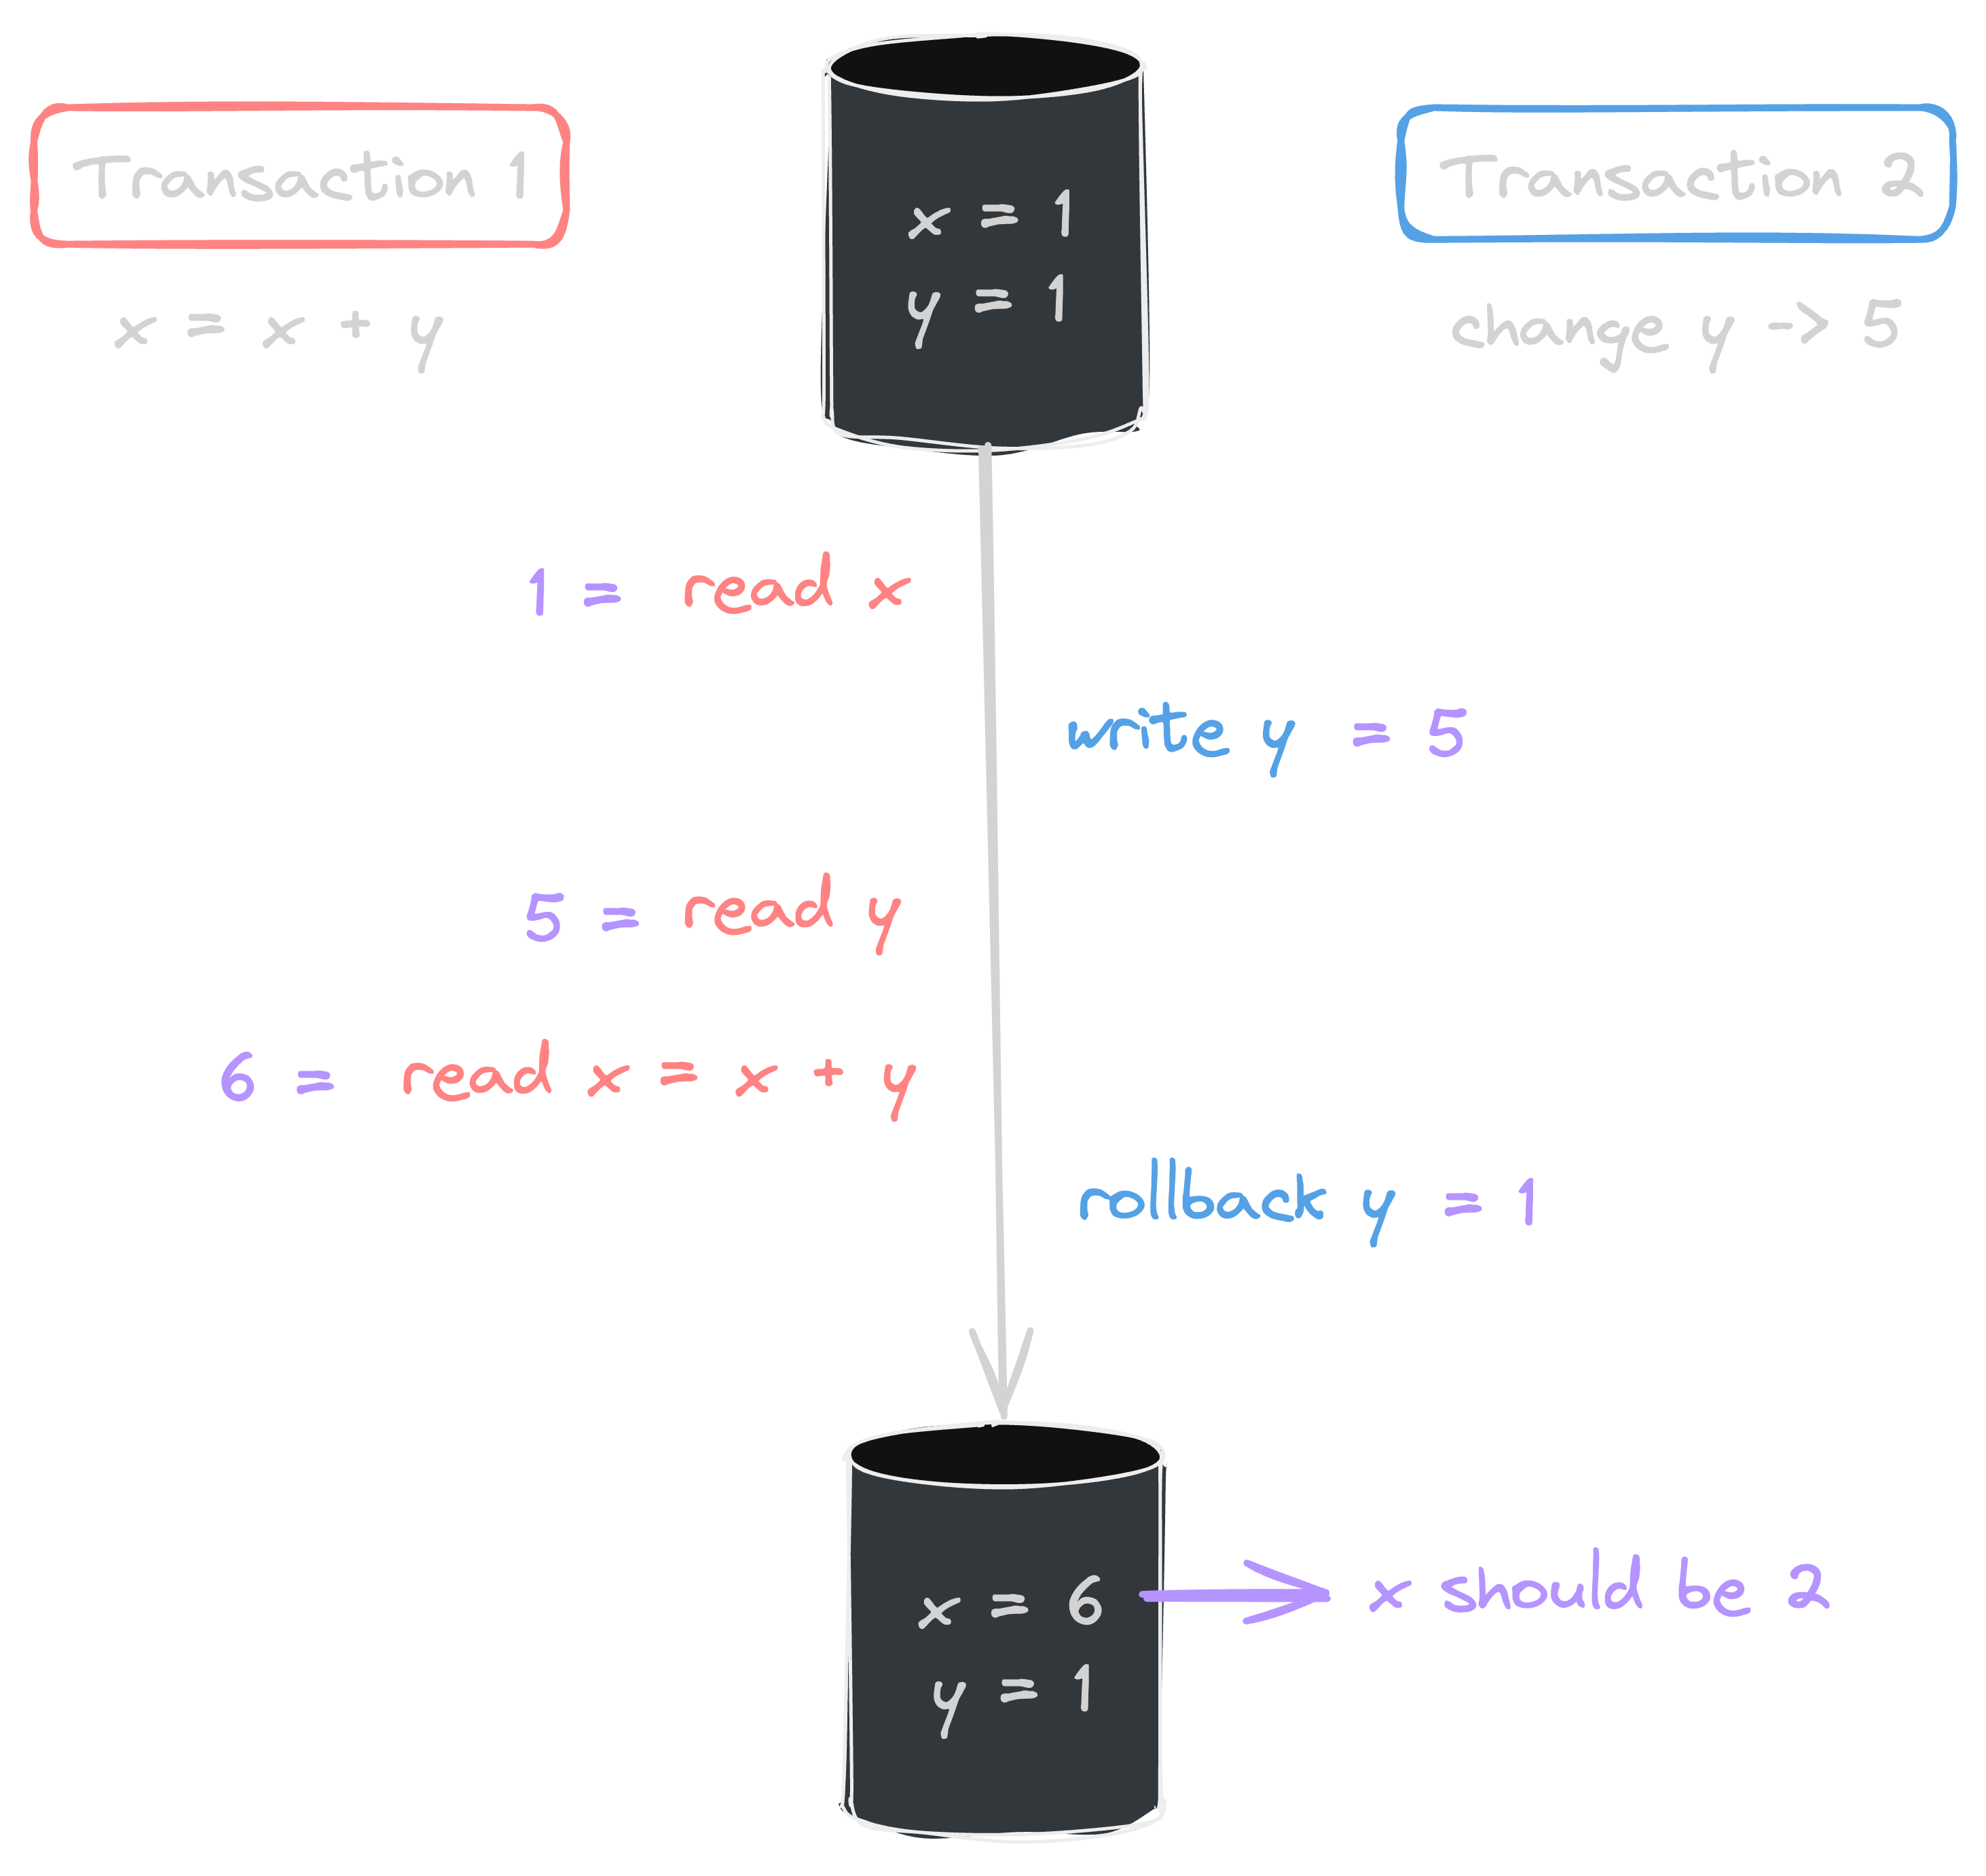 Transaction 1
x = x + y
x = 1
y = 1
Transaction 2
change y -> 5
1 = read x
write y = 5
5 = read y
6 = read x = x + y
rollback y = 1
x = 6
y = 1
x should be 2